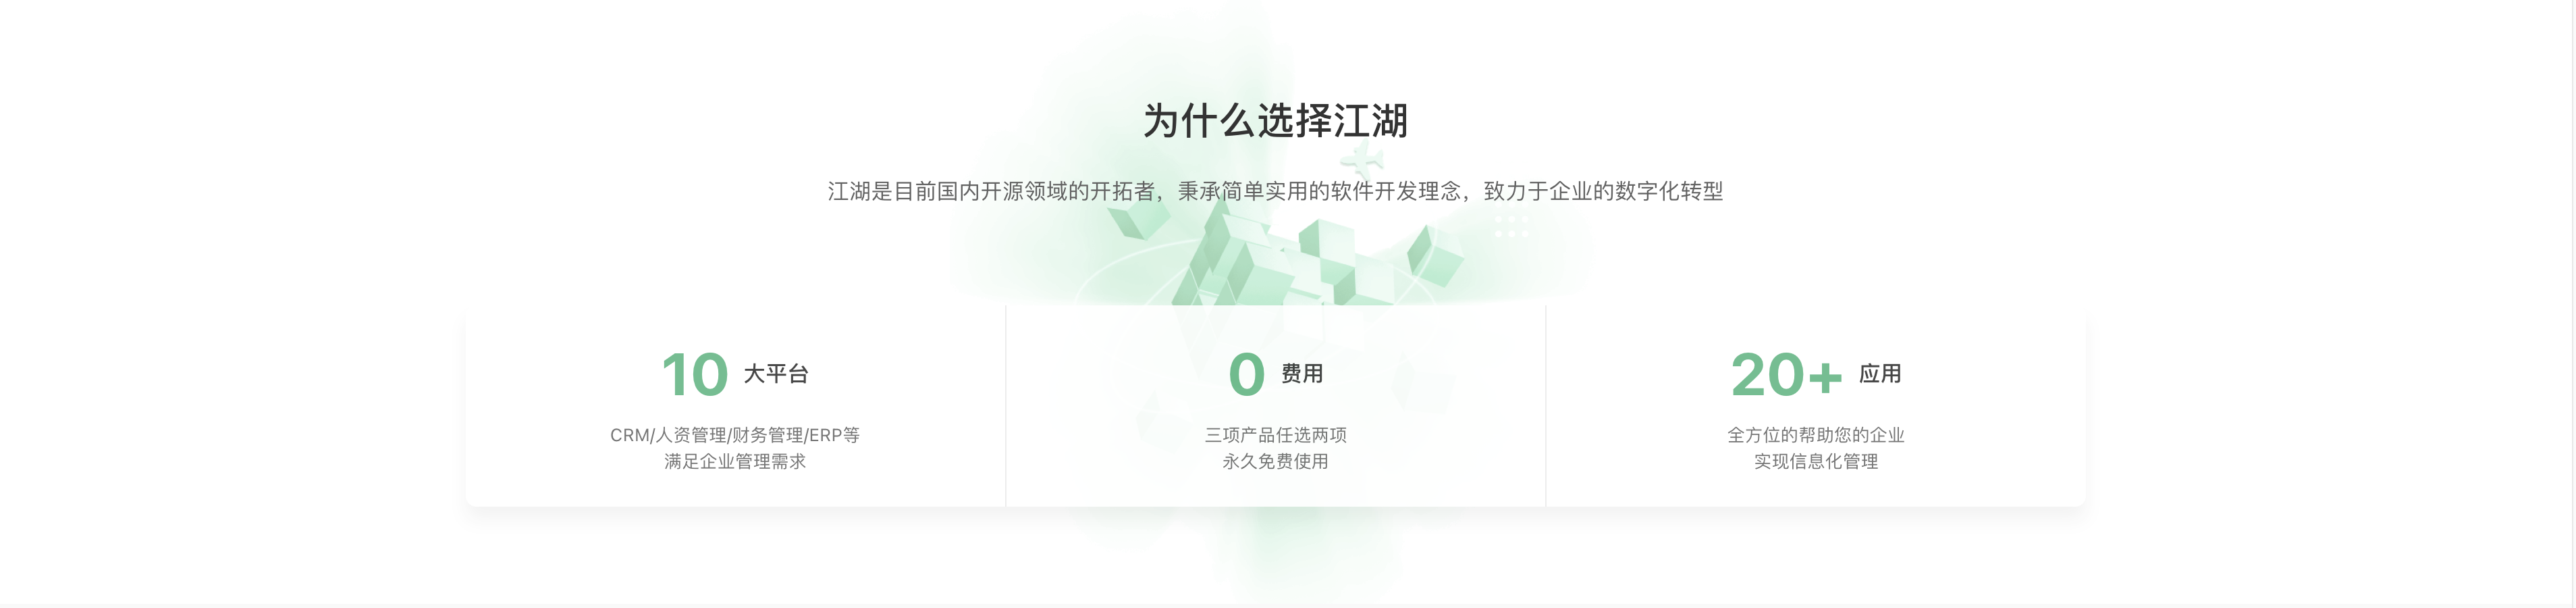 为什么选择江湖
江湖是目前国内开源领域的开拓者，秉承简单实用的软件开发理念，致力于企业的数字化转型
10 大平台
CRM/人资管理/财务管理/ERP等
满足企业管理需求
0 费用
三项产品任选两项
永久免费使用
20+ 应用
全方位的帮助您的企业
实现信息化管理